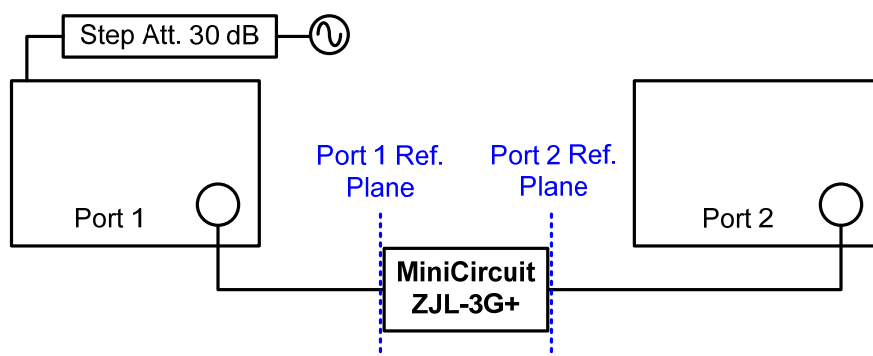 Step Att. 30 dB
Port 1 Ref.
Plane
Port 2 Ref.
Plane
Port 1
Port 2
MiniCircuit
ZJL-3G+